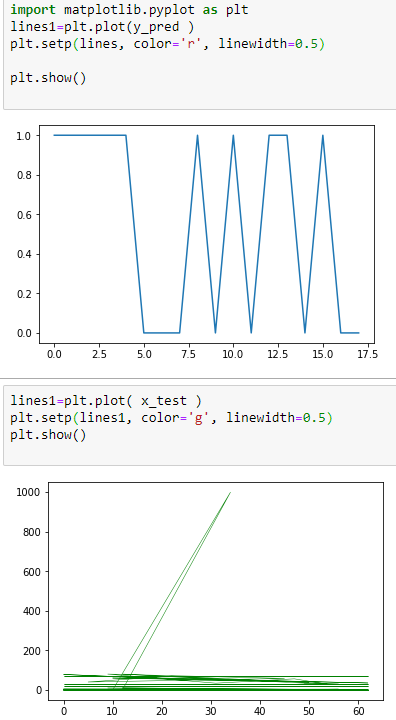 import matplotlib.pyplot as plt
lines1=plt.plot(y_pred )
plt.setp(lines, color='r', linewidth=0.5)
plt.show()
1.0
0.8
0.6
0.4
0.2
0.0
0.0 2.5 5.0 7.5 10.0 12.5 15.0 17.5
lines1=plt.plot( x_test )
plt.setp(lines1, color='g', linewidth=0.5)
plt.show()
1000
800
600
400
200
0
0 10 20 30 40 50 60